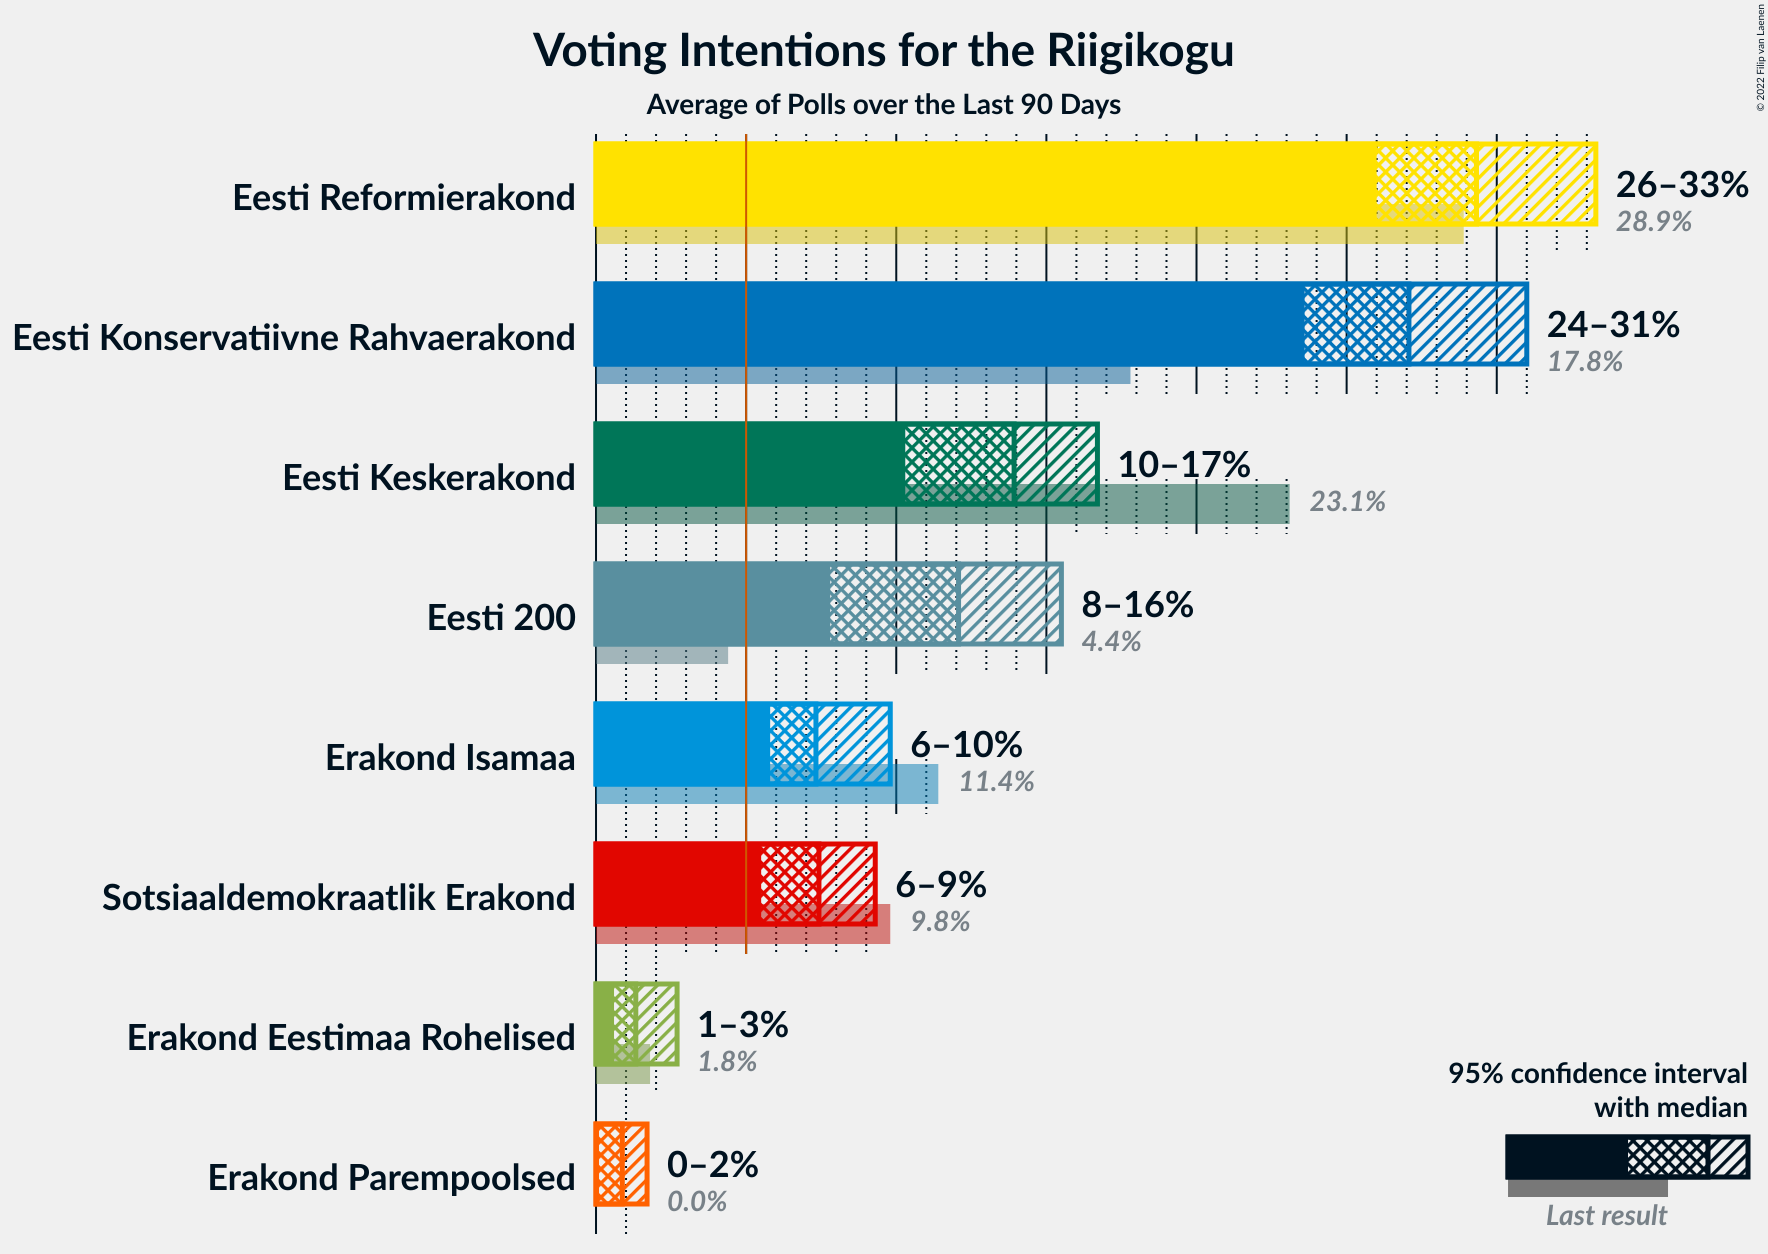 Voting Intentions for the Riigikogu
Average of Polls over the Last 90 Days
© 2022 Filip van Laenen
Eesti Reformierakond
26–33%
28.9%
Eesti Konservatiivne Rahvaerakond
24–31%
17.8%
Eesti Keskerakond
10–17%
23.1%
Eesti 200
8–16%
4.4%
Erakond Isamaa
6–10%
11.4%
Sotsiaaldemokraatlik Erakond
6–9%
9.8%
Erakond Eestimaa Rohelised
1–3%
1.8%
Erakond Parempoolsed
0–2%
0.0%
95% confidence interval
with median
Last result